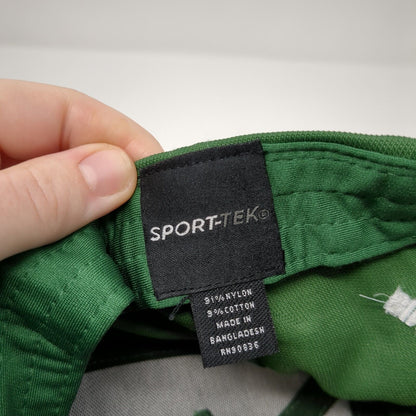 SPORT-TEK®
91% NYLON
9% COTTON
MADE IN
BANGLADESH
RN90836